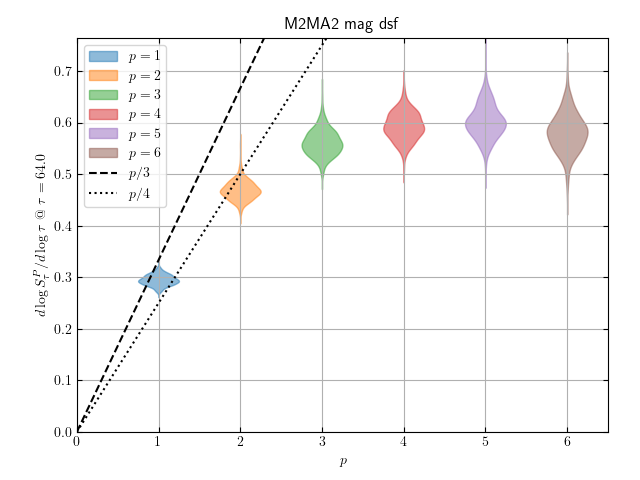 M2MA2 mag dsf
p = 1
p = 2
p = 3
p = 4
p = 5
p = 6
p/3
p/4
d log S_τ^P / d log τ @ τ = 64.0
0.7
0.6
0.5
0.4
0.3
0.2
0.1
0.0
0 1 2 3 4 5 6
p